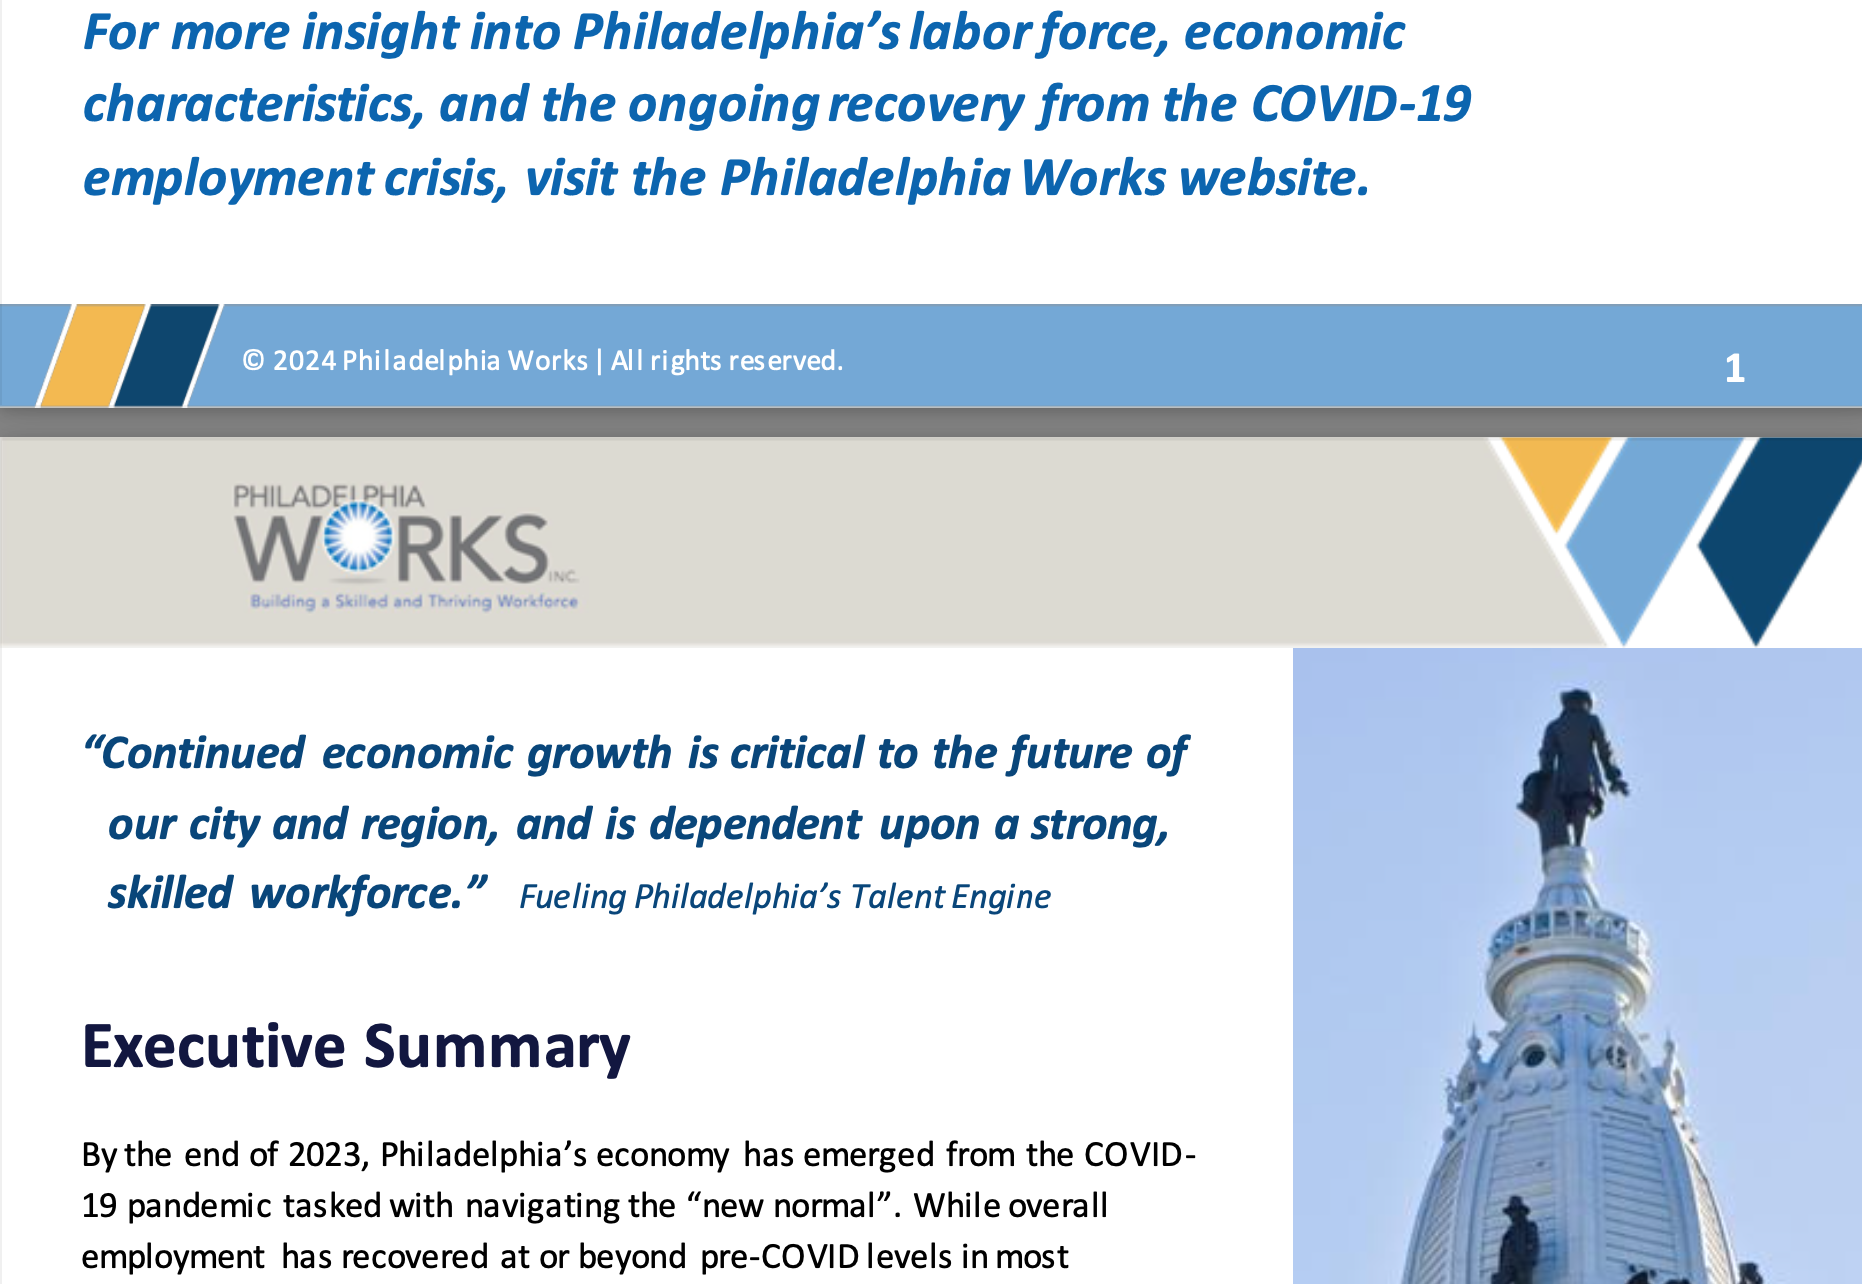 For more insight into Philadelphia’s labor force, economic
characteristics, and the ongoing recovery from the COVID-19
employment crisis, visit the Philadelphia Works website.
© 2024 Philadelphia Works | All rights reserved.
1
PHILADELPHIA
WORKS INC.
Building a Skilled and Thriving Workforce
“Continued economic growth is critical to the future of
our city and region, and is dependent upon a strong,
skilled workforce.” Fueling Philadelphia’s Talent Engine
Executive Summary
By the end of 2023, Philadelphia’s economy has emerged from the COVID-
19 pandemic tasked with navigating the “new normal”. While overall
employment has recovered at or beyond pre-COVID levels in most